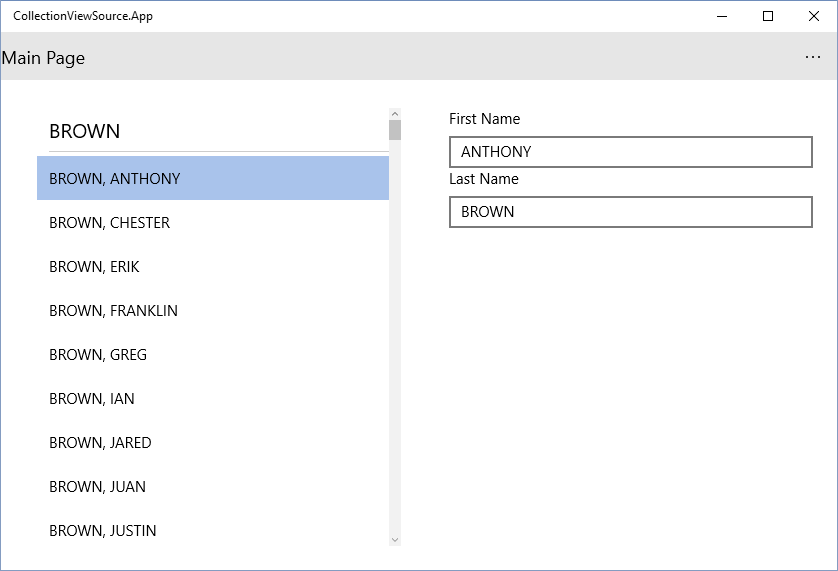 CollectionViewSource.App
Main Page
BROWN
BROWN, ANTHONY
BROWN, CHESTER
BROWN, ERIK
BROWN, FRANKLIN
BROWN, GREG
BROWN, IAN
BROWN, JARED
BROWN, JUAN
BROWN, JUSTIN
First Name
ANTHONY
Last Name
BROWN